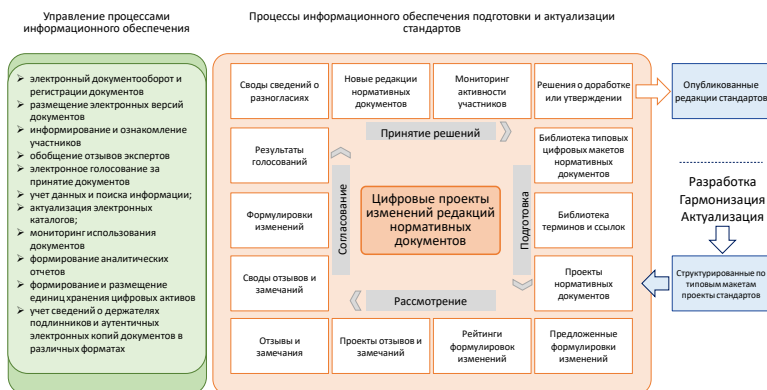 Управление процессами
информационного обеспечения
Процессы информационного обеспечения подготовки и актуализации
стандартов
➢ электронный документооборот и
регистрации документов
➢ размещение электронных версий
документов
➢ информирование и ознакомление
участников
➢ обобщение отзывов экспертов
➢ электронное голосование за
принятие документов
➢ учет данных и поиска информации;
➢ актуализация электронных
каталогов;
➢ мониторинг использования
документов
➢ формирование аналитических
отчетов
➢ формирование и размещение
единиц хранения цифровых активов
➢ учет сведений о держателях
подлинников и аутентичных
электронных копий документов в
различных форматах
Своды сведений о
разногласиях
Новые редакции
нормативных
документов
Мониторинг
активности
участников
Решения о доработке
или утверждении
Опубликованные
редакции стандартов
Принятие решений
Результаты
голосований
Библиотека типовых
цифровых макетов
нормативных
документов
Согласование
Цифровые проекты
изменений редакций
нормативных
документов
Подготовка
Формулировки
изменений
Библиотека
терминов и ссылок
Разработка
Гармонизация
Актуализация
Своды отзывов и
замечаний
Проекты
нормативных
документов
Структурированные по
типовым макетам
проекты стандартов
Рассмотрение
Отзывы и
замечания
Проекты отзывов и
замечаний
Рейтинги
формулировок
изменений
Предложенные
формулировки
изменений